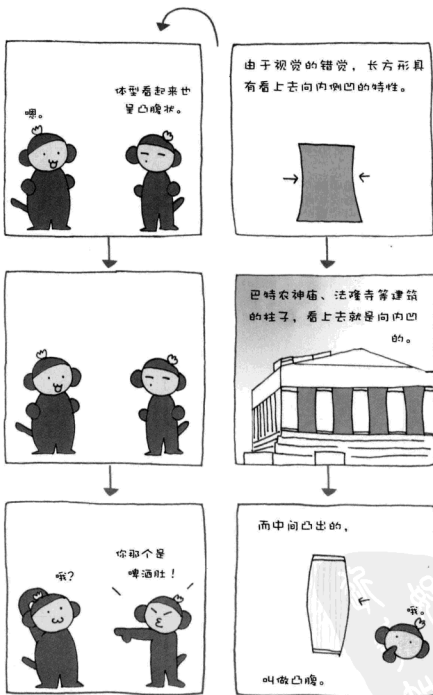 由于视觉的错觉，长方形具
有看上去向内侧凹的特性。
巴特农神庙、法隆寺等建筑
的柱子，看上去就是向内凹
的。
而中间凸出的，
哦。
叫做凸腹。
体型看起来也
呈凸腹状。
嗯。
你那个是
啤酒肚！
哦？